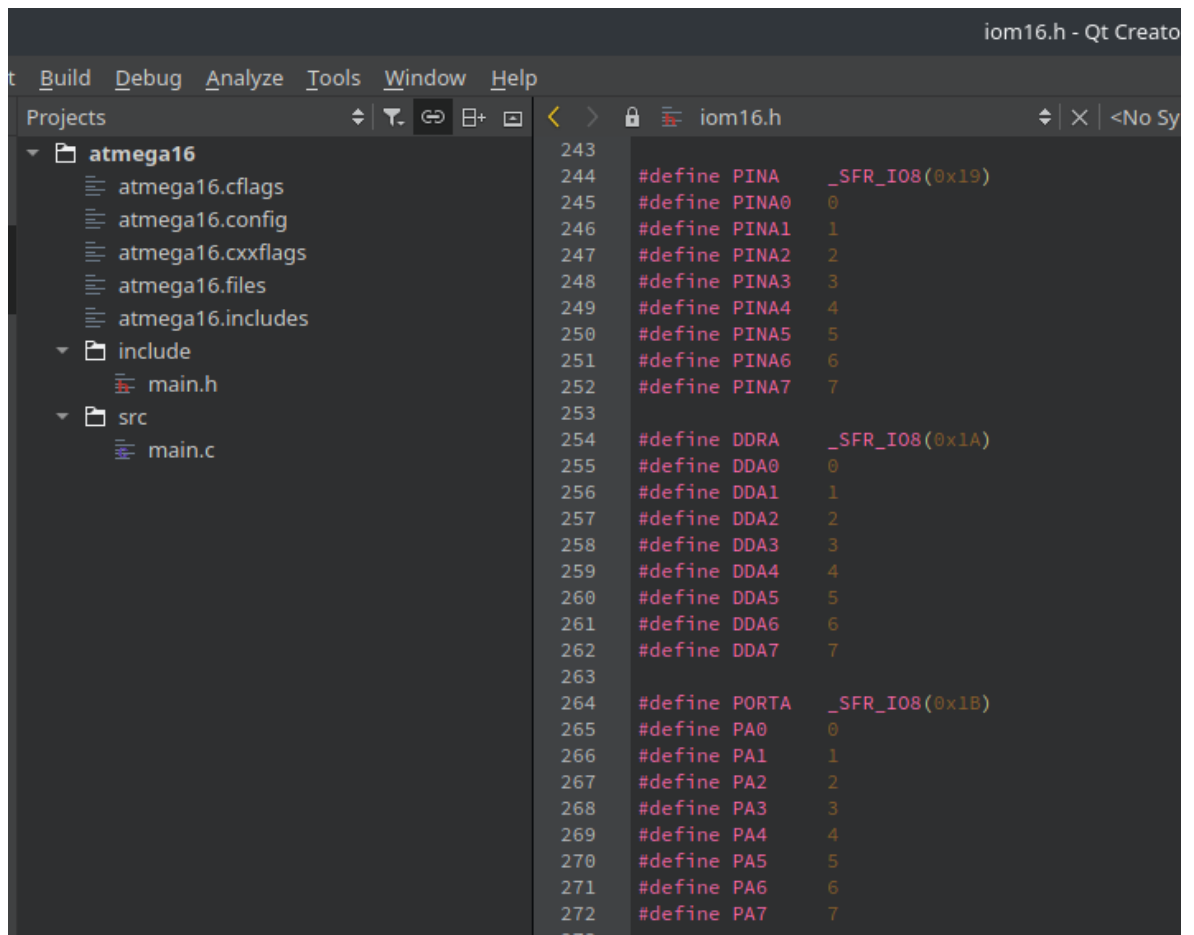 iom16.h - Qt Creato
t Build Debug Analyze Tools Window Help
Projects
iom16.h
<No Sy
atmega16
atmega16.cflags
atmega16.config
atmega16.cxxflags
atmega16.files
atmega16.includes
include
main.h
src
main.c
243
244 #define PINA _SFR_IO8(0x19)
245 #define PINA0 0
246 #define PINA1 1
247 #define PINA2 2
248 #define PINA3 3
249 #define PINA4 4
250 #define PINA5 5
251 #define PINA6 6
252 #define PINA7 7
253
254 #define DDRA _SFR_IO8(0x1A)
255 #define DDA0 0
256 #define DDA1 1
257 #define DDA2 2
258 #define DDA3 3
259 #define DDA4 4
260 #define DDA5 5
261 #define DDA6 6
262 #define DDA7 7
263
264 #define PORTA _SFR_IO8(0x1B)
265 #define PA0 0
266 #define PA1 1
267 #define PA2 2
268 #define PA3 3
269 #define PA4 4
270 #define PA5 5
271 #define PA6 6
272 #define PA7 7